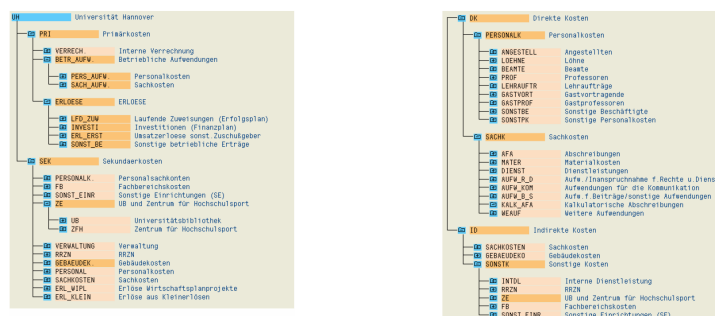 UH Universität Hannover
PRI Primärkosten
VERRECH. Interne Verrechnung
BETR_AUFW. Betriebliche Aufwendungen
PERS_AUFW. Personalkosten
SACH_AUFW. Sachkosten
ERLOESE ERLOESE
LFD_ZUW Laufende Zuweisungen (Erfolgsplan)
INVESTI Investitionen (Finanzplan)
ERL_ERST Umsatzerloese sonst.Zuschußgeber
SONST_BE Sonstige betriebliche Erträge
SEK Sekundaerkosten
PERSONALK. Personalsachkonten
FB Fachbereichskosten
SONST_EINR Sonstige Einrichtungen (SE)
ZE UB und Zentrum für Hochschulsport
UB Universitätsbibliothek
ZFH Zentrum für Hochschulsport
VERWALTUNG Verwaltung
RRZN RRZN
GEBAEUDEK. Gebäudekosten
PERSONAL Personalkosten
SACHKOSTEN Sachkosten
ERL_WIPL Erlöse Wirtschaftsplanprojekte
ERL_KLEIN Erlöse aus Kleinerlösen
DK Direkte Kosten
PERSONALK Personalkosten
ANGESTELL Angestellten
LOEHNE Löhne
BEAMTE Beamte
PROF Professoren
LEHRAUFTR Lehraufträge
GASTVORT Gastvortragende
GASTPROF Gastprofessoren
SONSTBE Sonstige Beschäftigte
SONSTPK Sonstige Personalkosten
SACHK Sachkosten
AFA Abschreibungen
MATER Materialkosten
DIENST Dienstleistungen
AUFW_R_D Aufw./Inanspruchnahme f.Rechte u.Diens
AUFW_KOM Aufwendungen für die Kommunikation
AUFW_B_S Aufw.f.Beiträge/sonstige Aufwendungen
KALK_AFA Kalkulatorische Abschreibungen
WEAUF Weitere Aufwendungen
ID Indirekte Kosten
SACHKOSTEN Sachkosten
GEBAEUDEKO Gebäudekosten
SONSTK Sonstige Kosten
INTDL Interne Dienstleistung
RRZN RRZN
ZE UB und Zentrum für Hochschulsport
FB Fachbereichskosten
SONST_EINR Sonstige Einrichtungen (SE)